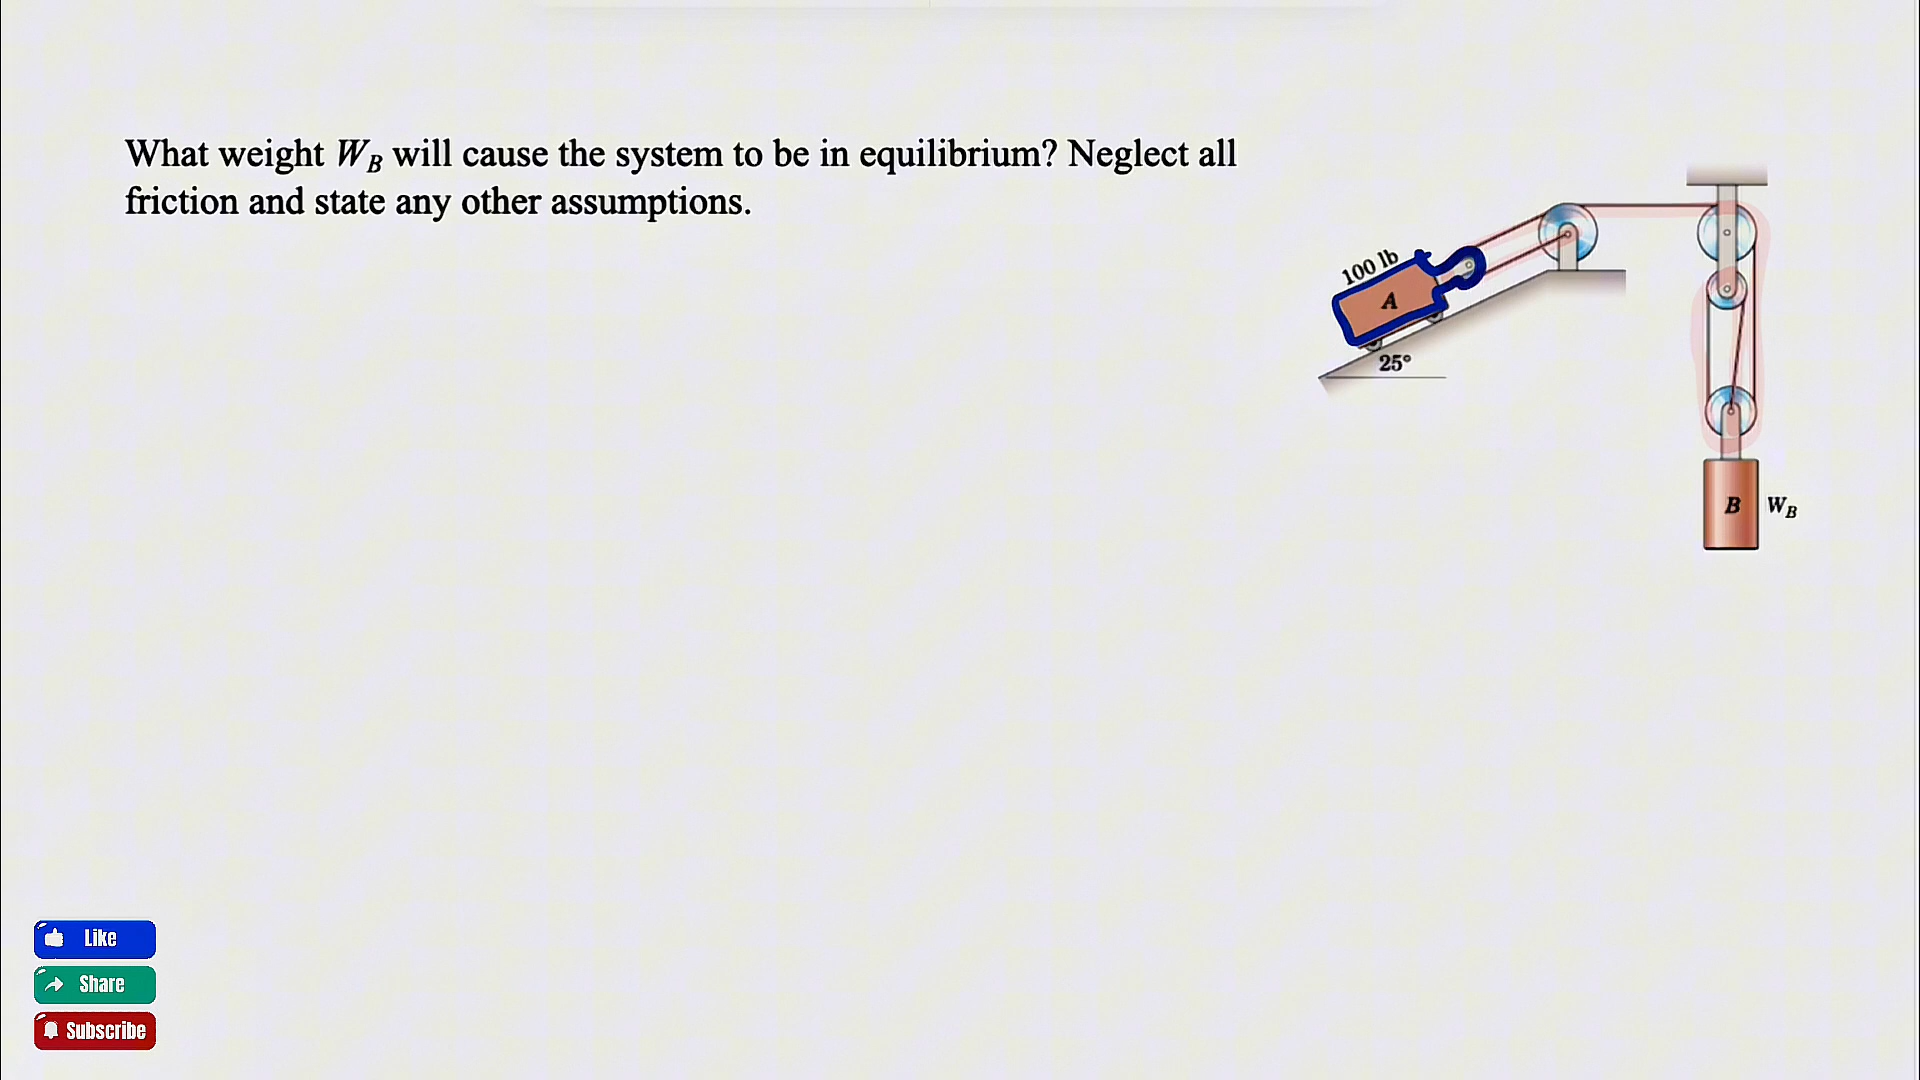 What weight W_B will cause the system to be in equilibrium? Neglect all
friction and state any other assumptions.
100 lb
A
25°
B W_B
Like
Share
Subscribe